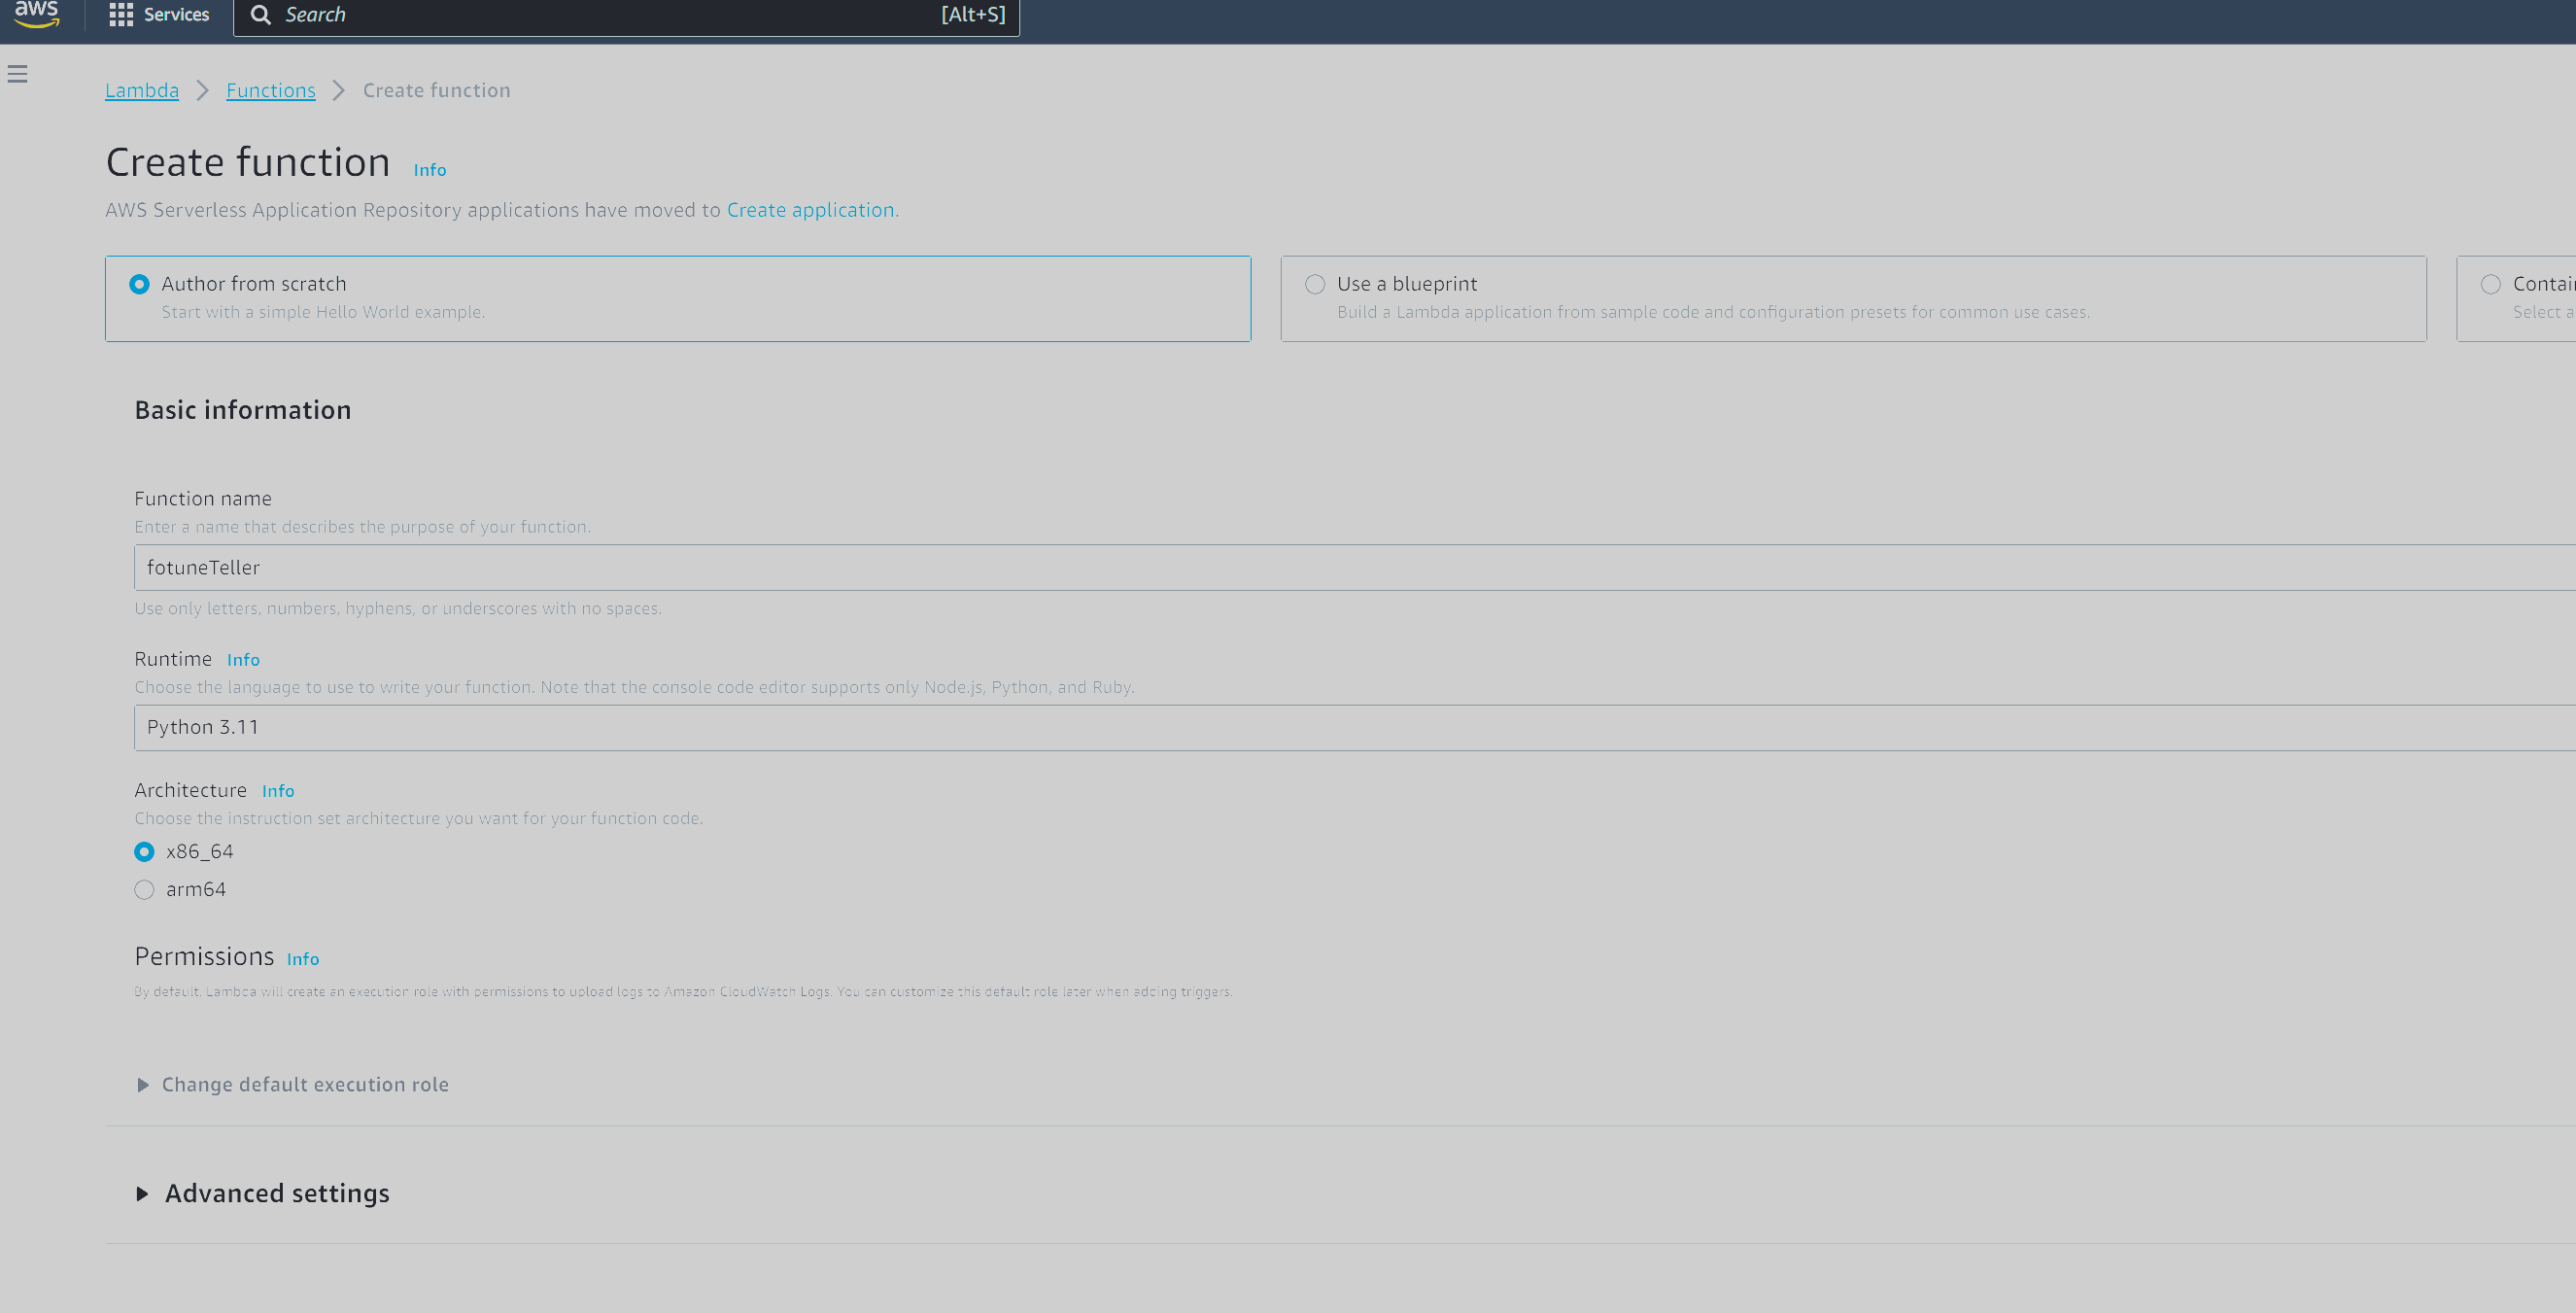 aws
Services
Search
[Alt+S]
Lambda
Functions
Create function
Create function Info
AWS Serverless Application Repository applications have moved to Create application.
Author from scratch
Start with a simple Hello World example.
Use a blueprint
Build a Lambda application from sample code and configuration presets for common use cases.
Select a
Basic information
Function name
Enter a name that describes the purpose of your function.
fotuneTeller
Use only letters, numbers, hyphens, or underscores with no spaces.
Runtime Info
Choose the language to use to write your function. Note that the console code editor supports only Node.js, Python, and Ruby.
Python 3.11
Architecture Info
Choose the instruction set architecture you want for your function code.
x86_64
arm64
Permissions Info
By default, Lambda will create an execution role with permissions to upload logs to Amazon CloudWatch Logs. You can customize this default role later when adding triggers.
Change default execution role
Advanced settings